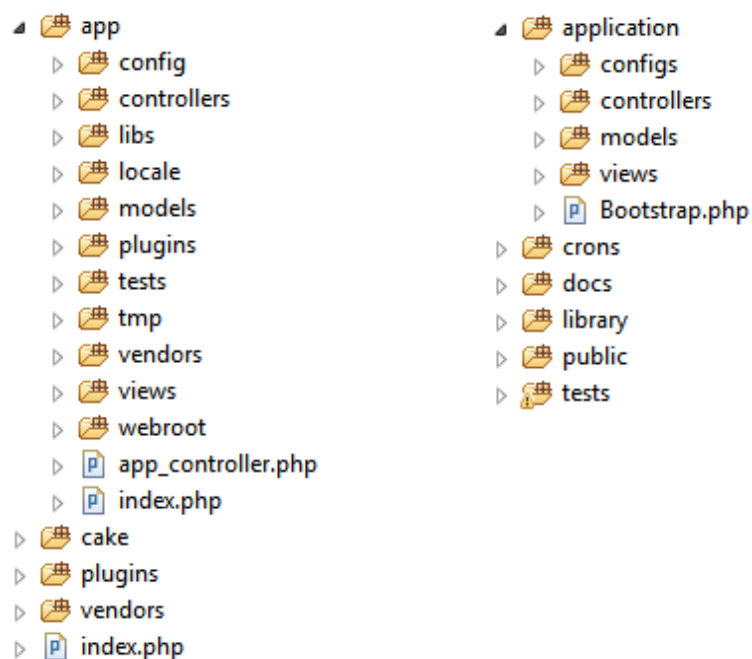 app
config
controllers
libs
locale
models
plugins
tests
tmp
vendors
views
webroot
app_controller.php
index.php
cake
plugins
vendors
index.php
application
configs
controllers
models
views
Bootstrap.php
crons
docs
library
public
tests